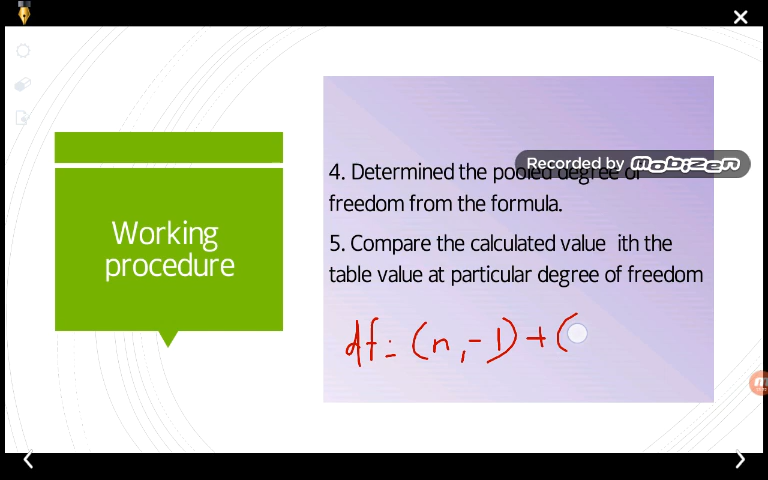 Recorded by mobizen
Working
procedure
4. Determined the pooled degree of
freedom from the formula.
5. Compare the calculated value ith the
table value at particular degree of freedom
df = (n₁-1)+(